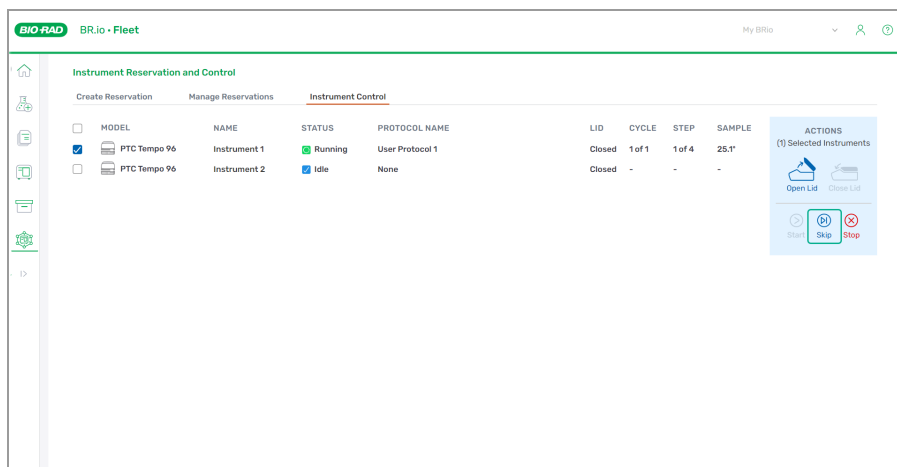 BIO-RAD BR.io • Fleet My BRio
Instrument Reservation and Control
Create Reservation Manage Reservations Instrument Control
MODEL NAME STATUS PROTOCOL NAME LID CYCLE STEP SAMPLE
PTC Tempo 96 Instrument 1 Running User Protocol 1 Closed 1 of 1 1 of 4 25.1°
PTC Tempo 96 Instrument 2 Idle None Closed - - -
ACTIONS
(1) Selected Instruments
Open Lid Close Lid
Start Skip Stop